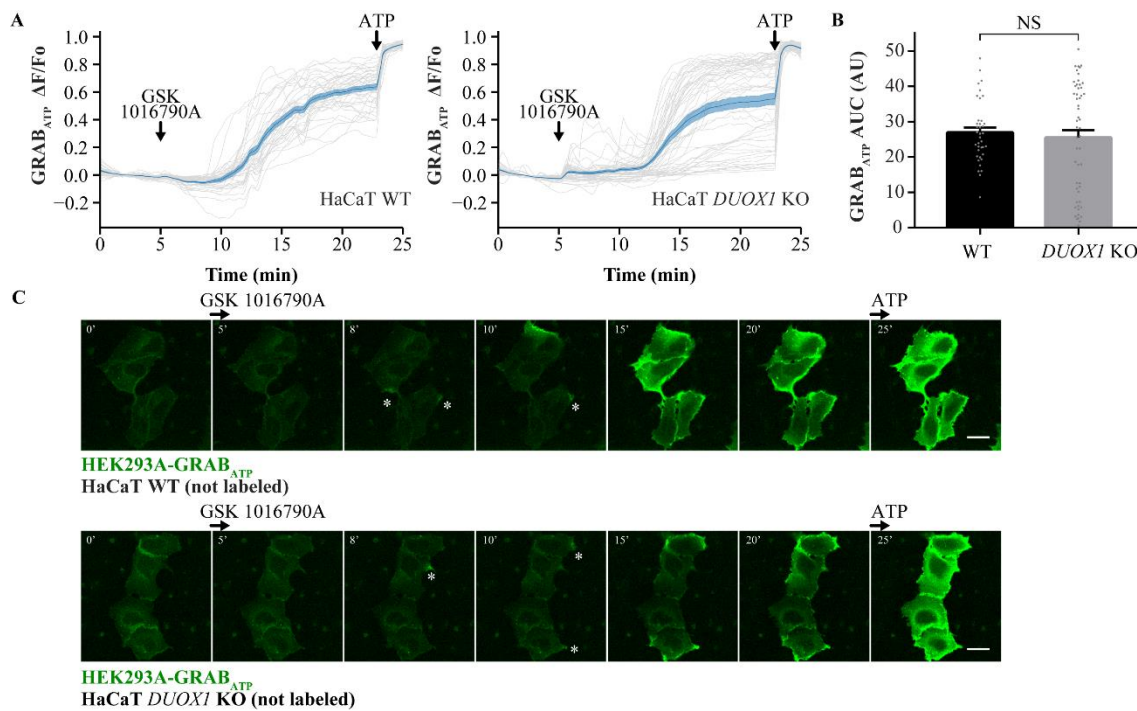 A
GRAB_ATP ΔF/Fo
1.0
0.8
0.6
0.4
0.2
0.0
−0.2
GSK
1016790A
ATP
HaCaT WT
0 5 10 15 20 25
Time (min)
GRAB_ATP ΔF/Fo
1.0
0.8
0.6
0.4
0.2
0.0
−0.2
GSK
1016790A
ATP
HaCaT DUOX1 KO
0 5 10 15 20 25
Time (min)
B
NS
GRAB_ATP AUC (AU)
50
40
30
20
10
0
WT DUOX1 KO
C
GSK 1016790A ATP
0' 5' 8' 10' 15' 20' 25'
* * *
HEK293A-GRAB_ATP
HaCaT WT (not labeled)
GSK 1016790A ATP
0' 5' 8' 10' 15' 20' 25'
* * *
HEK293A-GRAB_ATP
HaCaT DUOX1 KO (not labeled)